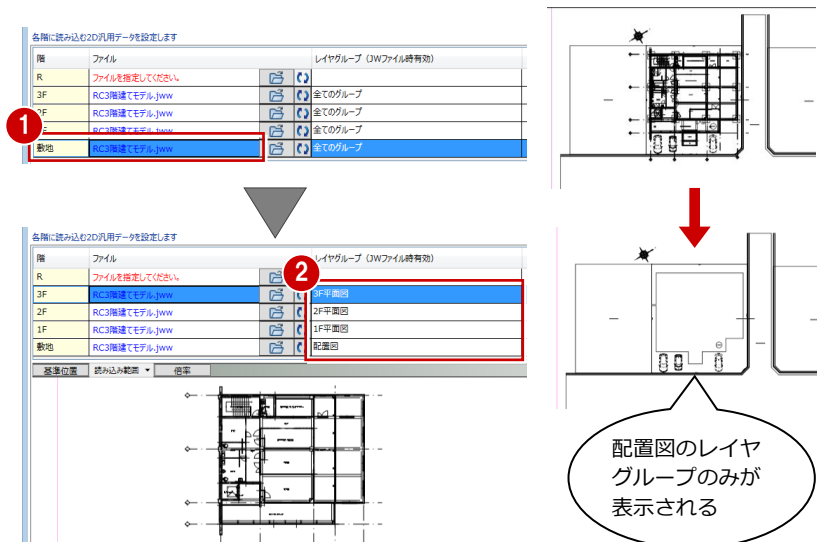 各階に読み込む2D汎用データを設定します
階 ファイル レイヤグループ（JWファイル時有効）
R ファイルを指定してください。
3F RC3階建てモデル.jww 全てのグループ
2F RC3階建てモデル.jww 全てのグループ
RC3階建てモデル.jww 全てのグループ
1
敷地 RC3階建てモデル.jww 全てのグループ
各階に読み込む2D汎用データを設定します
階 ファイル レイヤグループ（JWファイル時有効）
R ファイルを指定してください。
2
3F RC3階建てモデル.jww 3F平面図
2F RC3階建てモデル.jww 2F平面図
1F RC3階建てモデル.jww 1F平面図
敷地 RC3階建てモデル.jww 配置図
基準位置 読み込み範囲 ▼ 倍率
配置図のレイヤ
グループのみが
表示される